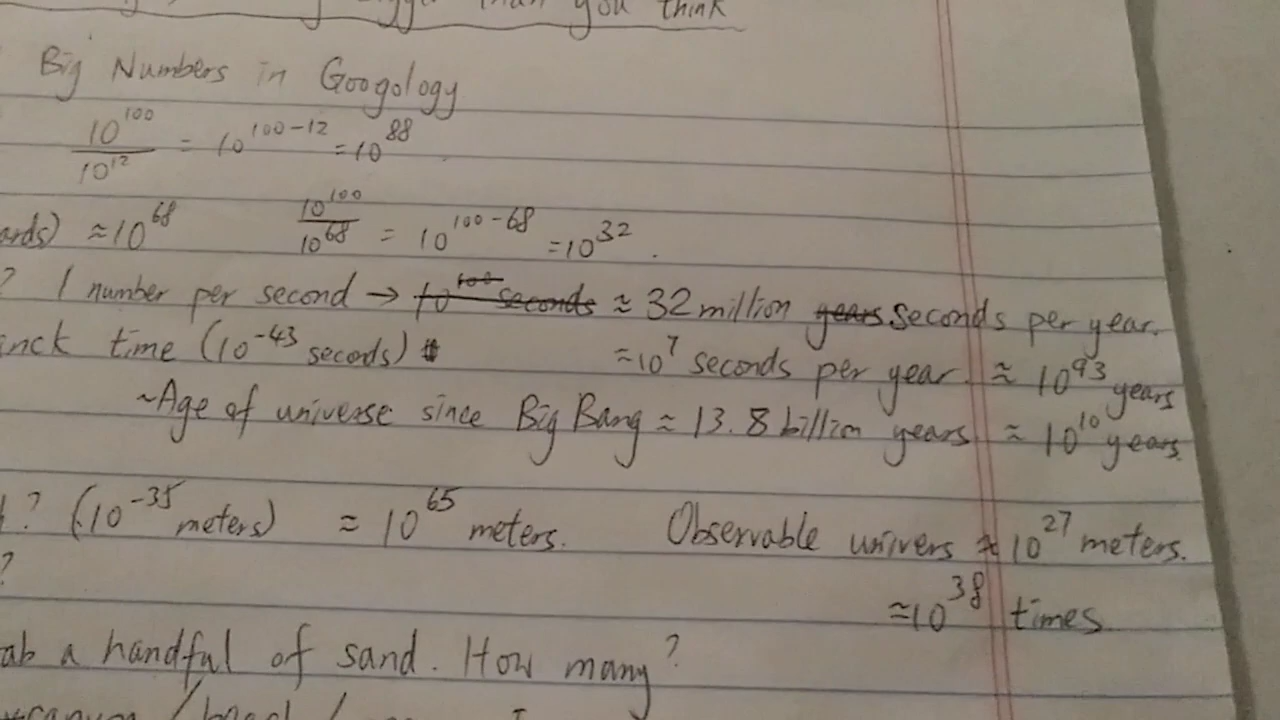 than you think
Big Numbers in Googology
10^100 / 10^12 = 10^100-12 = 10^88
ards) ≈10^68 10^100 / 10^68 = 10^100-68 = 10^32.
? 1 number per second → 10^100 seconds ≈ 32 million years seconds per year.
nck time (10^-43 secods) ≈10^7 seconds per year. ≈ 10^93 years
~Age of universe since Big Bang ≈ 13.8 billion years ≈ 10^10 years.
? (10^-35 meters) ≈ 10^65 meters. Observable univers ≈ 10^27 meters.
?
≈10^38 times
ab a handful of sand. How many?